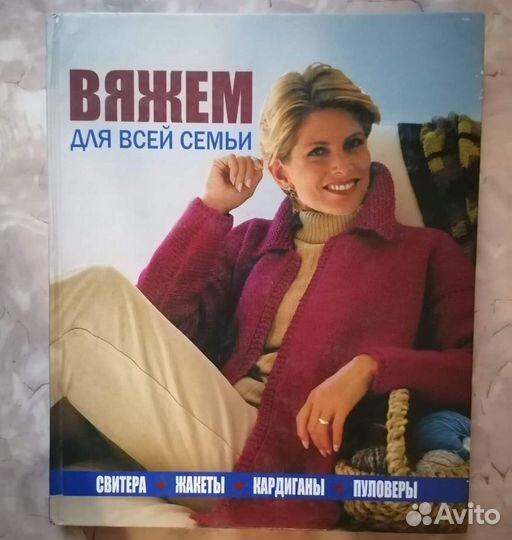 ВЯЖЕМ
ДЛЯ ВСЕЙ СЕМЬИ
СВИТЕРА ✦ ЖАКЕТЫ ✦ КАРДИГАНЫ ✦ ПУЛОВЕРЫ
Avito